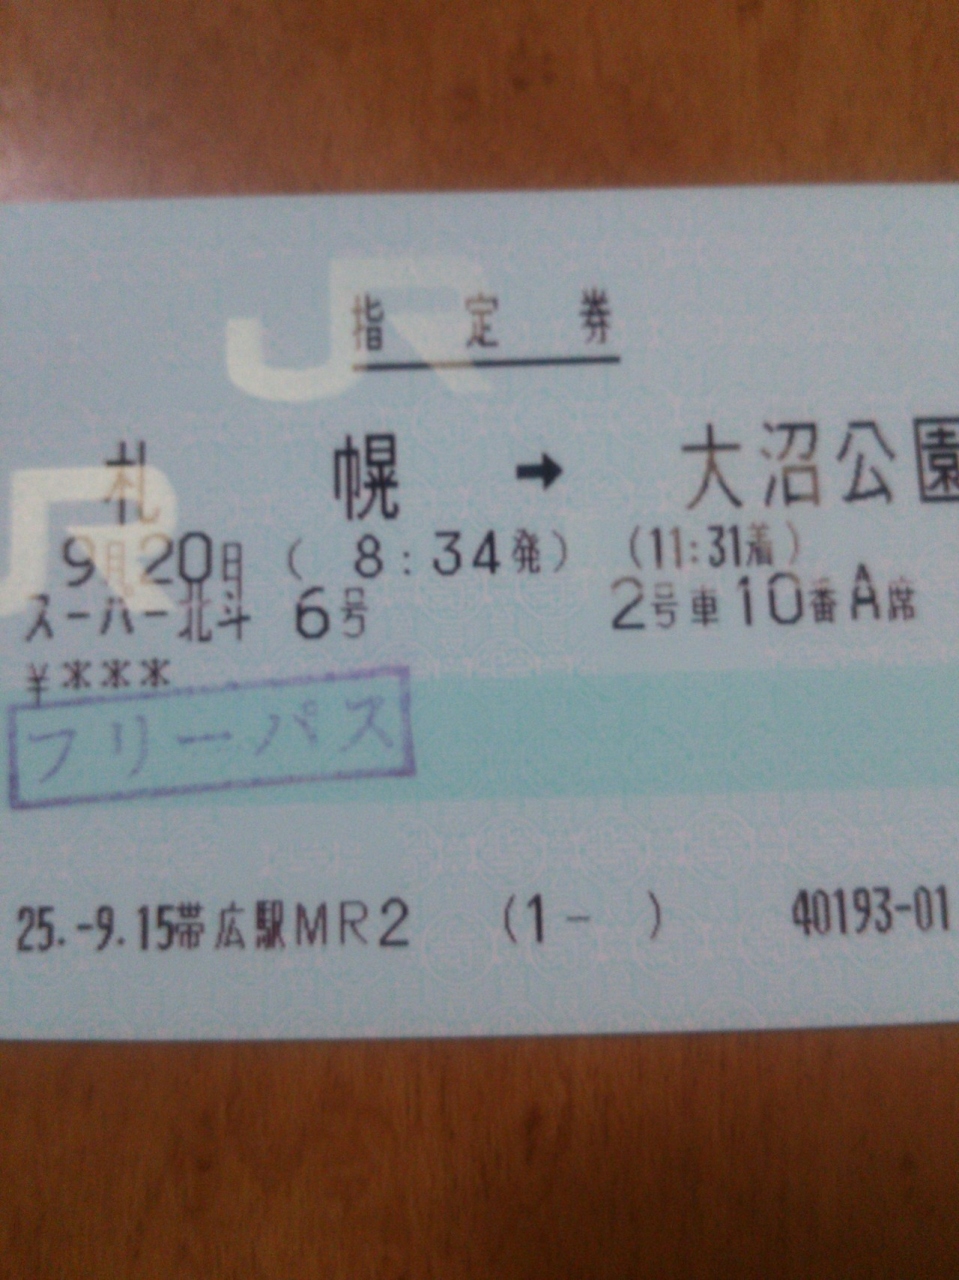 指定券
札幌 ➡ 大沼公園
9月20日 ( 8:34発) (11:31着)
スーパー北斗 6号 2号車10番A席
¥***
フリーパス
25.-9.15帯広駅MR2 (1- ) 40193-01
JR
JR